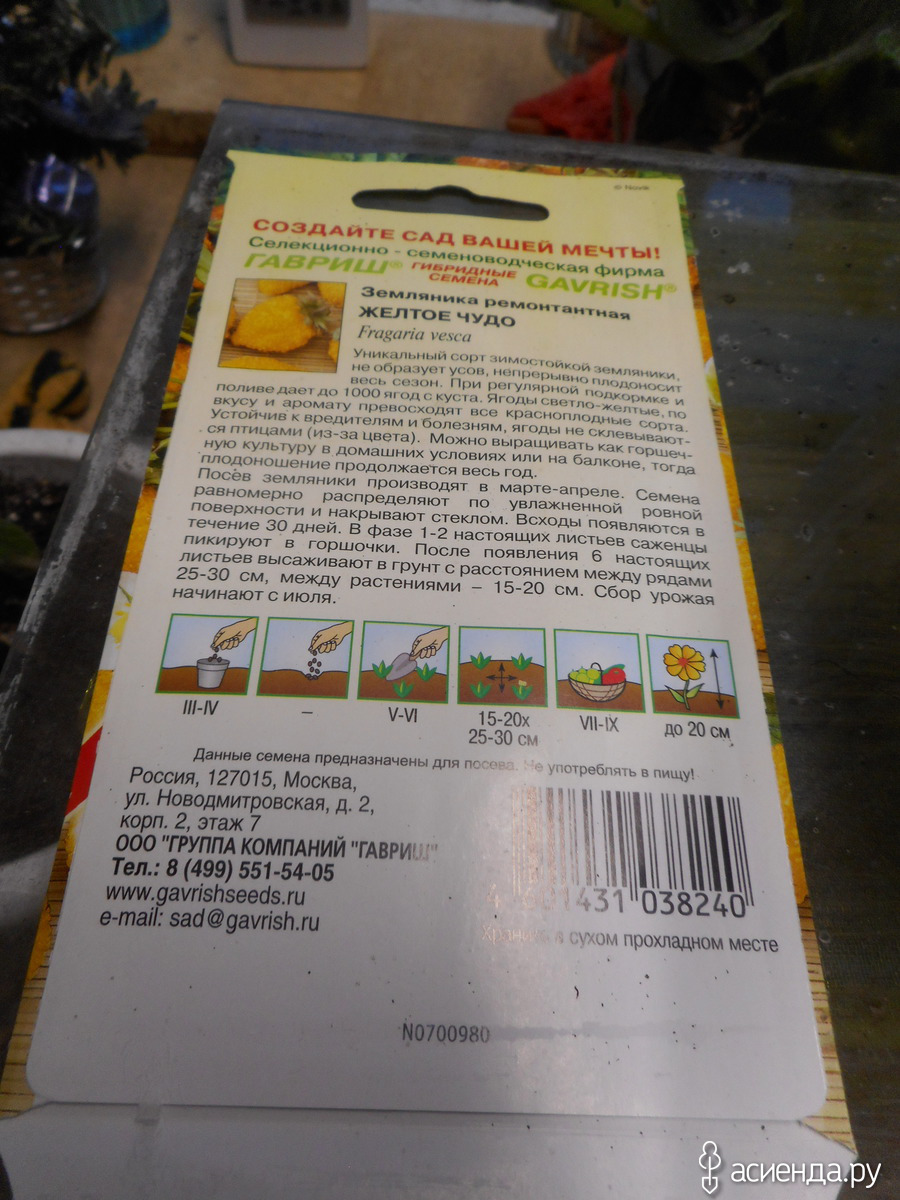 © Novik
СОЗДАЙТЕ САД ВАШЕЙ МЕЧТЫ!
Селекционно - семеноводческая фирма
ГАВРИШ® ГИБРИДНЫЕ СЕМЕНА GAVRISH®
Земляника ремонтантная
ЖЕЛТОЕ ЧУДО
Fragaria vesca
Уникальный сорт зимостойкой земляники,
не образует усов, непрерывно плодоносит
весь сезон. При регулярной подкормке и
поливе дает до 1000 ягод с куста. Ягоды светло-желтые, по
вкусу и аромату превосходят все красноплодные сорта.
Устойчив к вредителям и болезням, ягоды не склевывают-
ся птицами (из-за цвета). Можно выращивать как горшеч-
ную культуру в домашних условиях или на балконе, тогда
плодоношение продолжается весь год.
Посев земляники производят в марте-апреле. Семена
равномерно распределяют по увлажненной ровной
поверхности и накрывают стеклом. Всходы появляются в
течение 30 дней. В фазе 1-2 настоящих листьев саженцы
пикируют в горшочки. После появления 6 настоящих
листьев высаживают в грунт с расстоянием между рядами
25-30 см, между растениями – 15-20 см. Сбор урожая
начинают с июля.
III-IV – V-VI 15-20х 25-30 см VII-IX до 20 см
Данные семена предназначены для посева. Не употреблять в пищу!
Россия, 127015, Москва,
ул. Новодмитровская, д. 2,
корп. 2, этаж 7
ООО "ГРУППА КОМПАНИЙ "ГАВРИШ"
Тел.: 8 (499) 551-54-05
www.gavrishseeds.ru
e-mail: sad@gavrish.ru
4 601431 038240
Хранить в сухом прохладном месте
N0700980
асиенда.ру